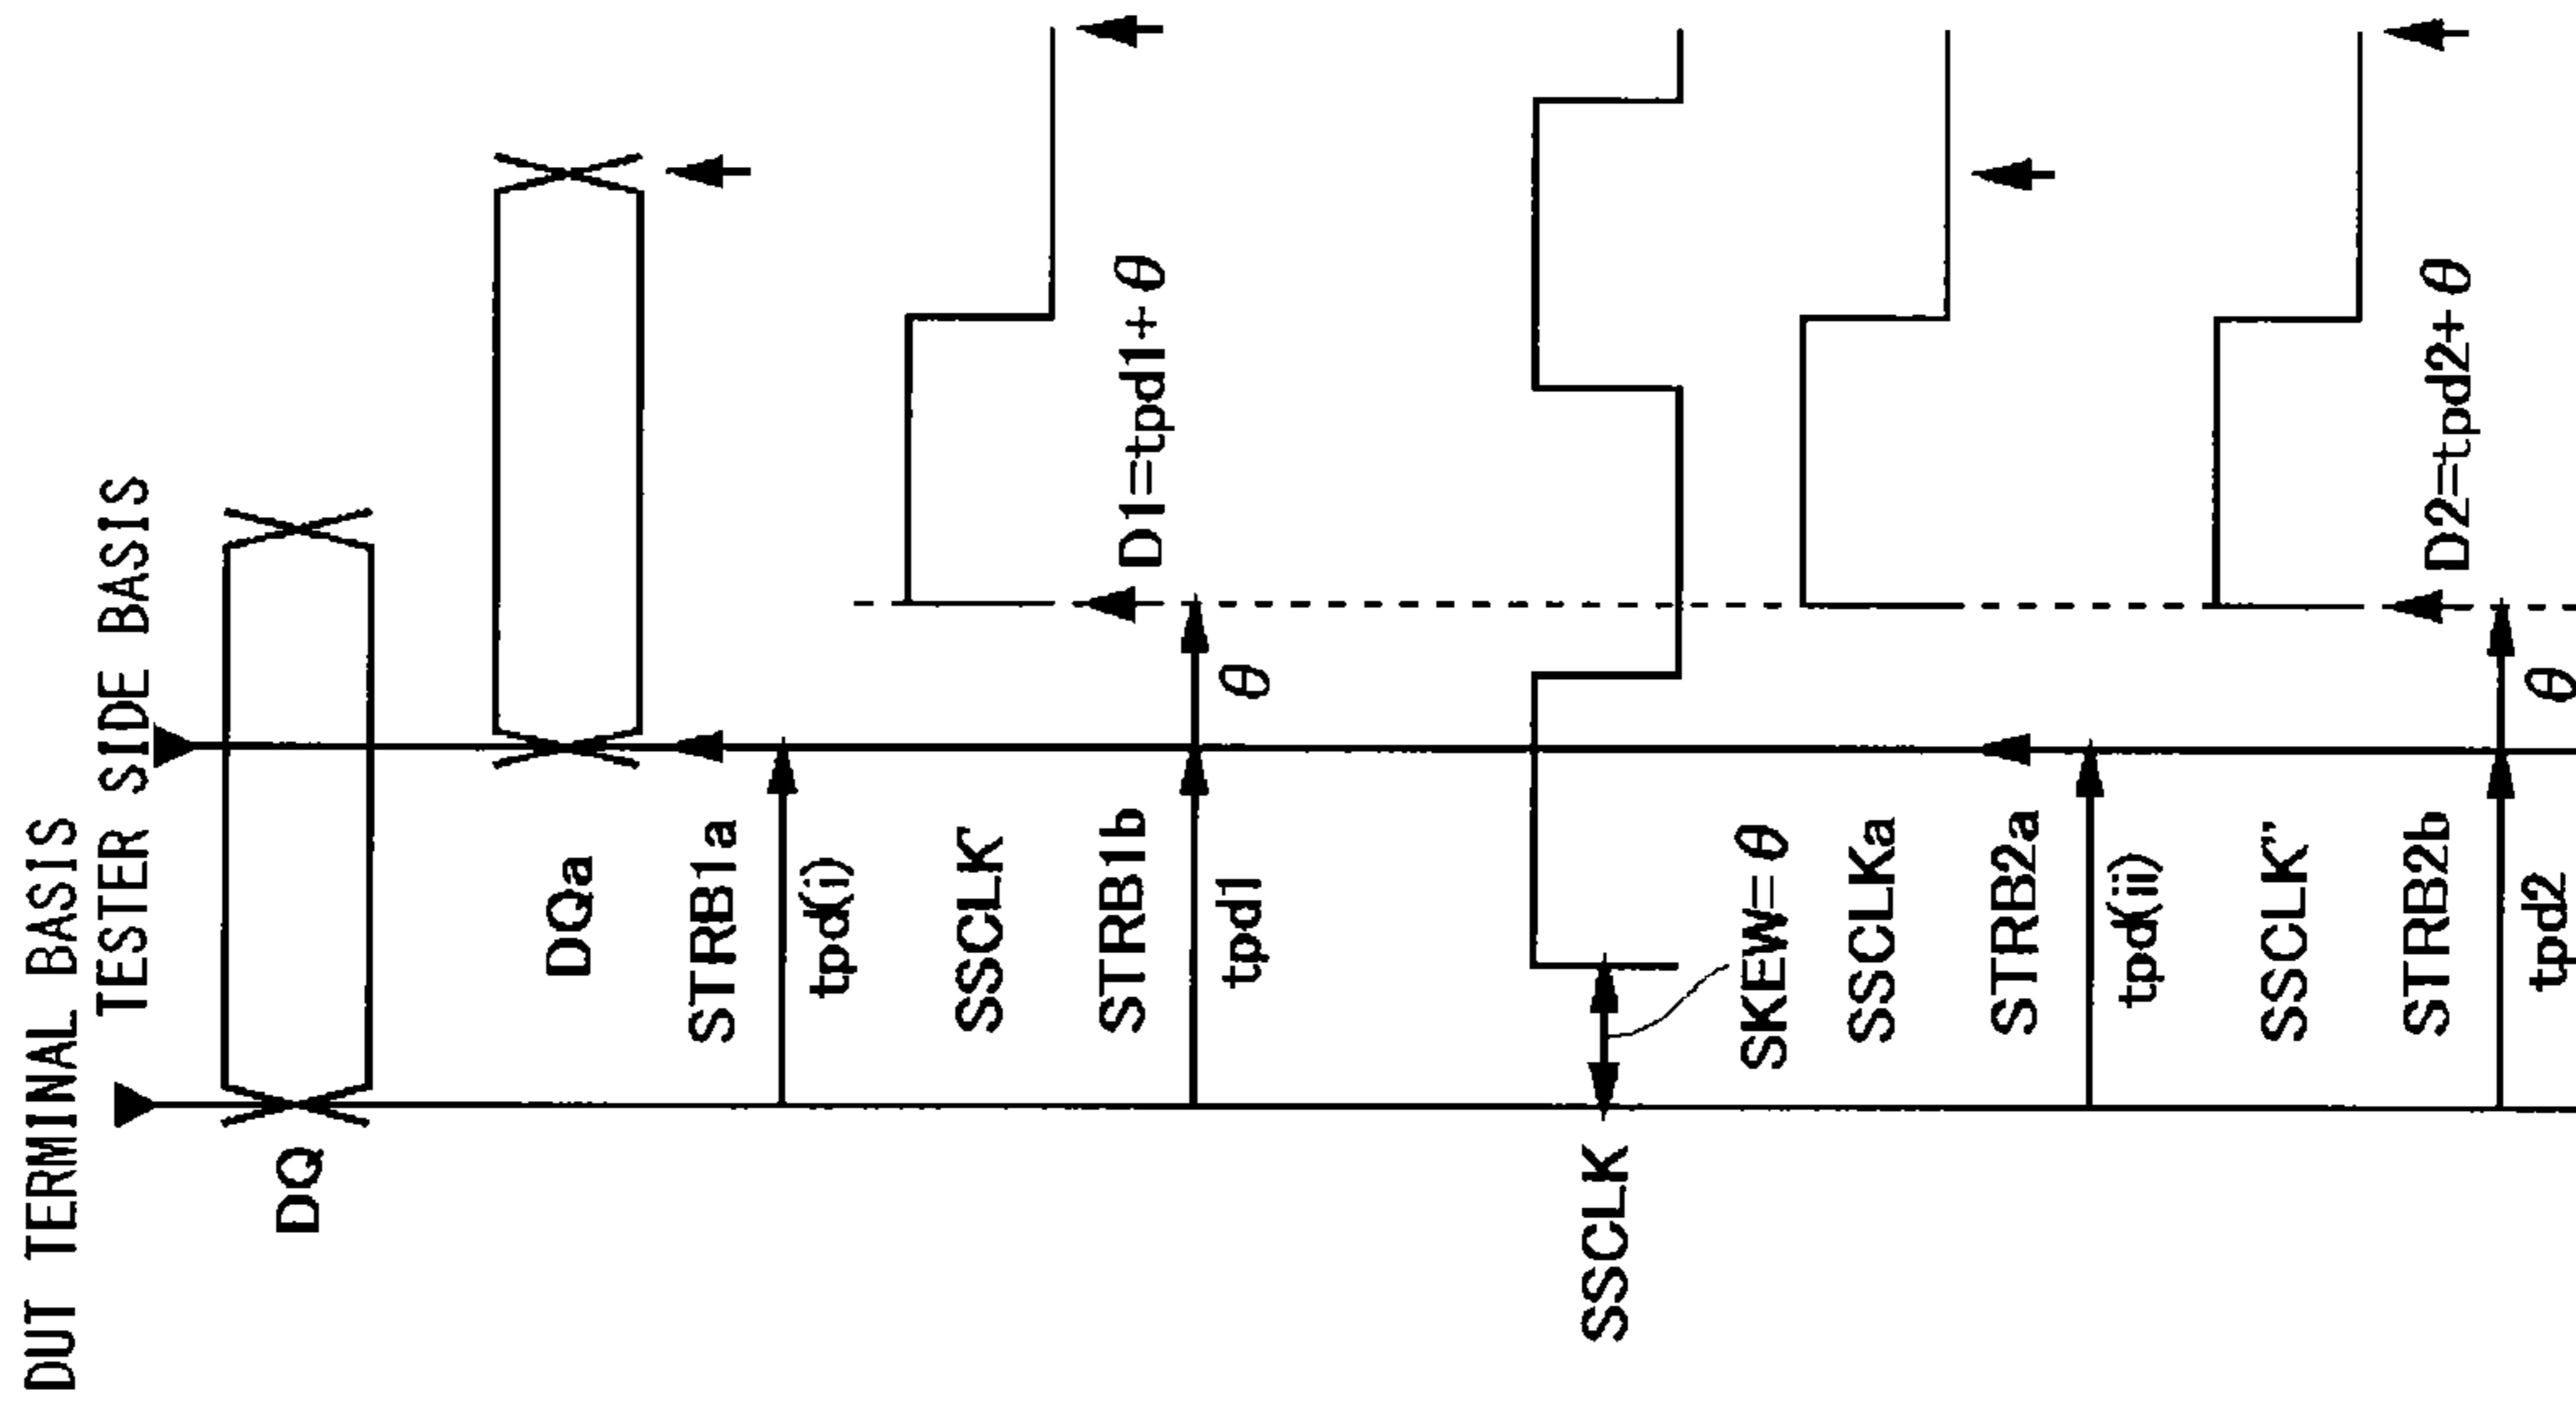 DUT TERMINAL BASIS
TESTER SIDE BASIS
DQ
DQa
STRB1a
tpd(i)
SSCLK'
STRB1b
D1=tpd1+θ
tpd1
θ
SSCLK
SKEW=θ
SSCLKa
STRB2a
tpd(ii)
SSCLK"
STRB2b
D2=tpd2+θ
tpd2
θ